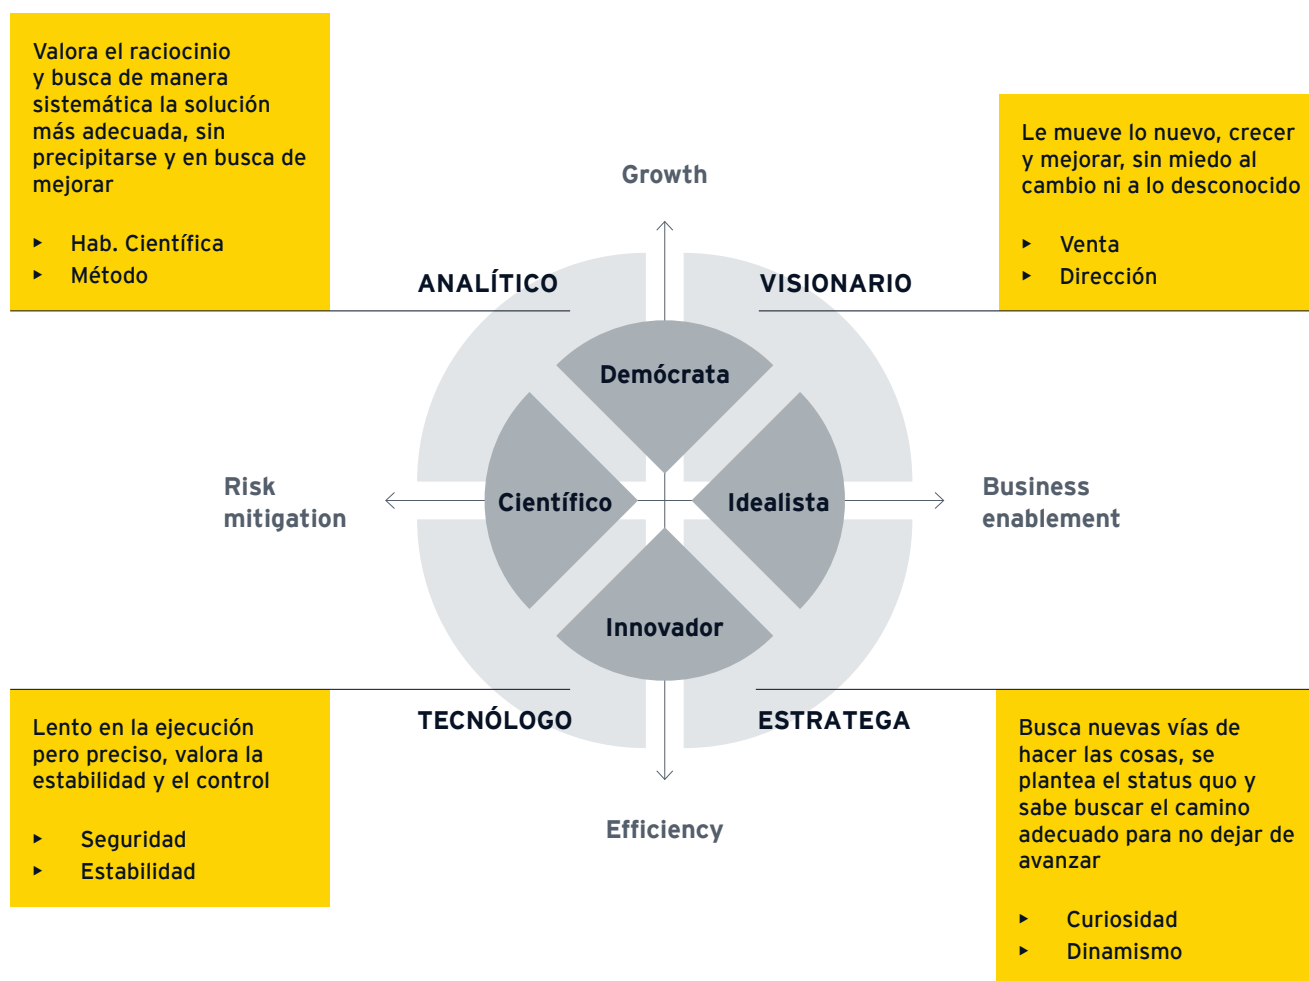 Valora el raciocinio
y busca de manera
sistemática la solución
más adecuada, sin
precipitarse y en busca de
mejorar
▸ Hab. Científica
▸ Método
Le mueve lo nuevo, crecer
y mejorar, sin miedo al
cambio ni a lo desconocido
▸ Venta
▸ Dirección
Growth
ANALÍTICO
VISIONARIO
Demócrata
Risk
mitigation
Científico
Idealista
Business
enablement
Innovador
TECNÓLOGO
ESTRATEGA
Efficiency
Lento en la ejecución
pero preciso, valora la
estabilidad y el control
▸ Seguridad
▸ Estabilidad
Busca nuevas vías de
hacer las cosas, se
plantea el status quo y
sabe buscar el camino
adecuado para no dejar de
avanzar
▸ Curiosidad
▸ Dinamismo